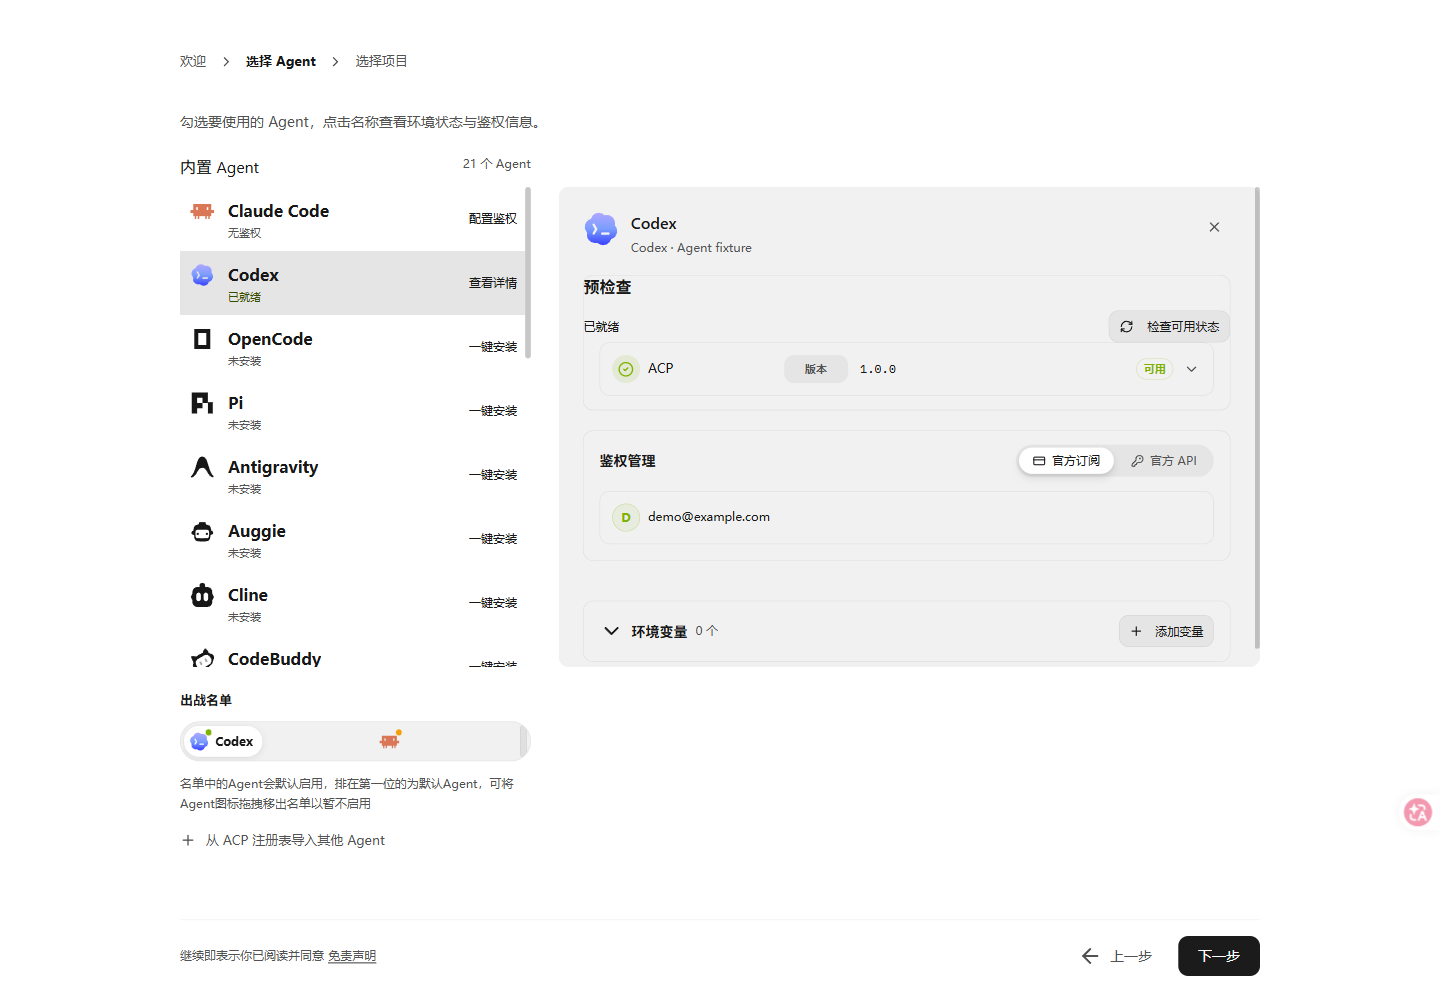 欢迎 > 选择 Agent > 选择项目
勾选要使用的 Agent，点击名称查看环境状态与鉴权信息。
内置 Agent
21 个 Agent
Claude Code
无鉴权
配置鉴权
Codex
已就绪
查看详情
OpenCode
未安装
一键安装
Pi
未安装
一键安装
Antigravity
未安装
一键安装
Auggie
未安装
一键安装
Cline
未安装
一键安装
CodeBuddy
一键安装
出战名单
Codex
名单中的Agent会默认启用，排在第一位的为默认Agent，可将
Agent图标拖拽移出名单以暂不启用
从 ACP 注册表导入其他 Agent
Codex
Codex · Agent fixture
预检查
已就绪
检查可用状态
ACP
版本
1.0.0
可用
鉴权管理
官方订阅
官方 API
D
demo@example.com
环境变量 0 个
添加变量
继续即表示你已阅读并同意 免责声明
上一步
下一步